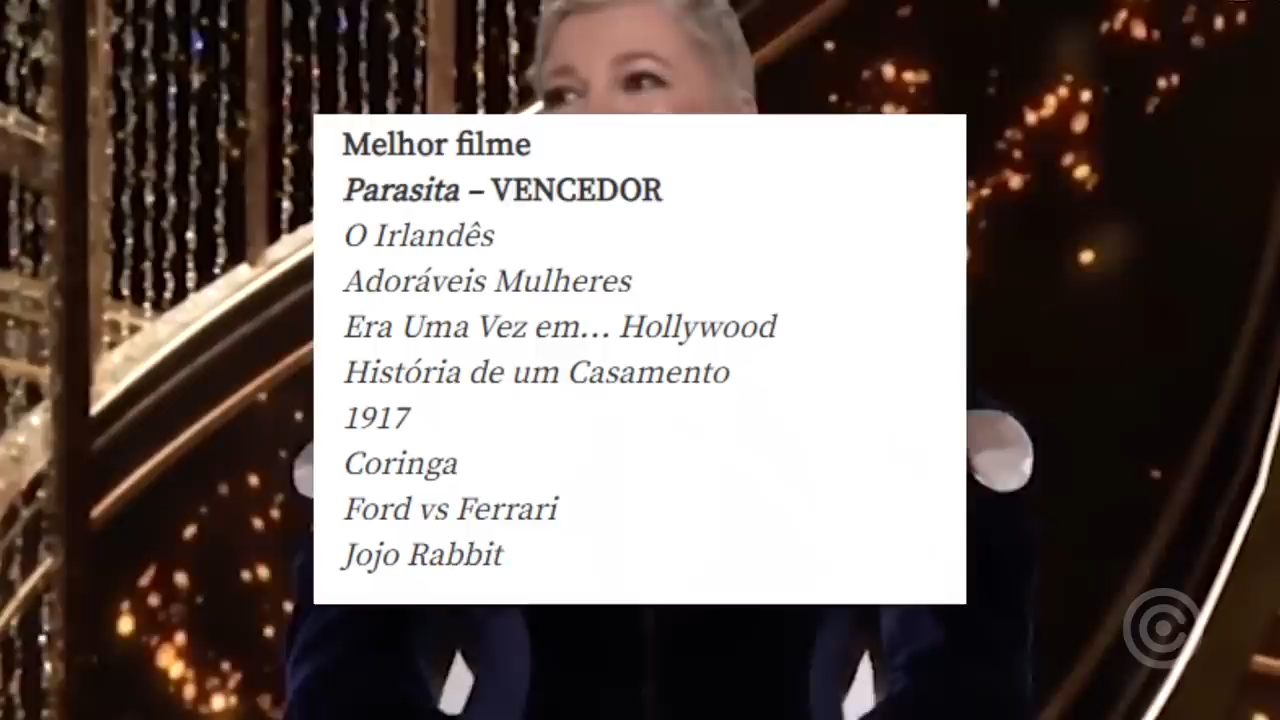 Melhor filme
Parasita – VENCEDOR
O Irlandês
Adoráveis Mulheres
Era Uma Vez em… Hollywood
História de um Casamento
1917
Coringa
Ford vs Ferrari
Jojo Rabbit